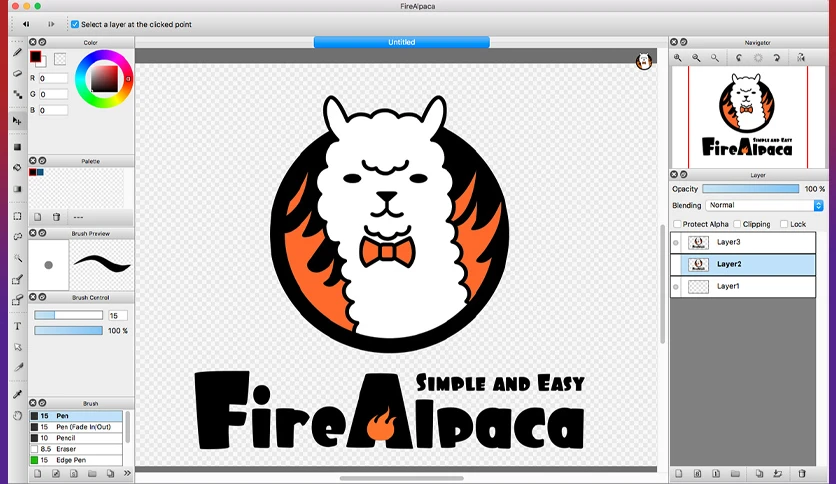 FireAlpaca
Select a layer at the clicked point
Color
Untitled
Navigator
R 0
G 0
B 0
Palette
---
Brush Preview
Brush Control
15
100 %
Brush
15 Pen
15 Pen (Fade In/Out)
10 Pencil
8.5 Eraser
15 Edge Pen
SIMPLE AND EASY
FireAlpaca
SIMPLE AND EASY
FireAlpaca
Layer
Opacity 100 %
Blending Normal
Protect Alpha Clipping Lock
Layer3
Layer2
Layer1